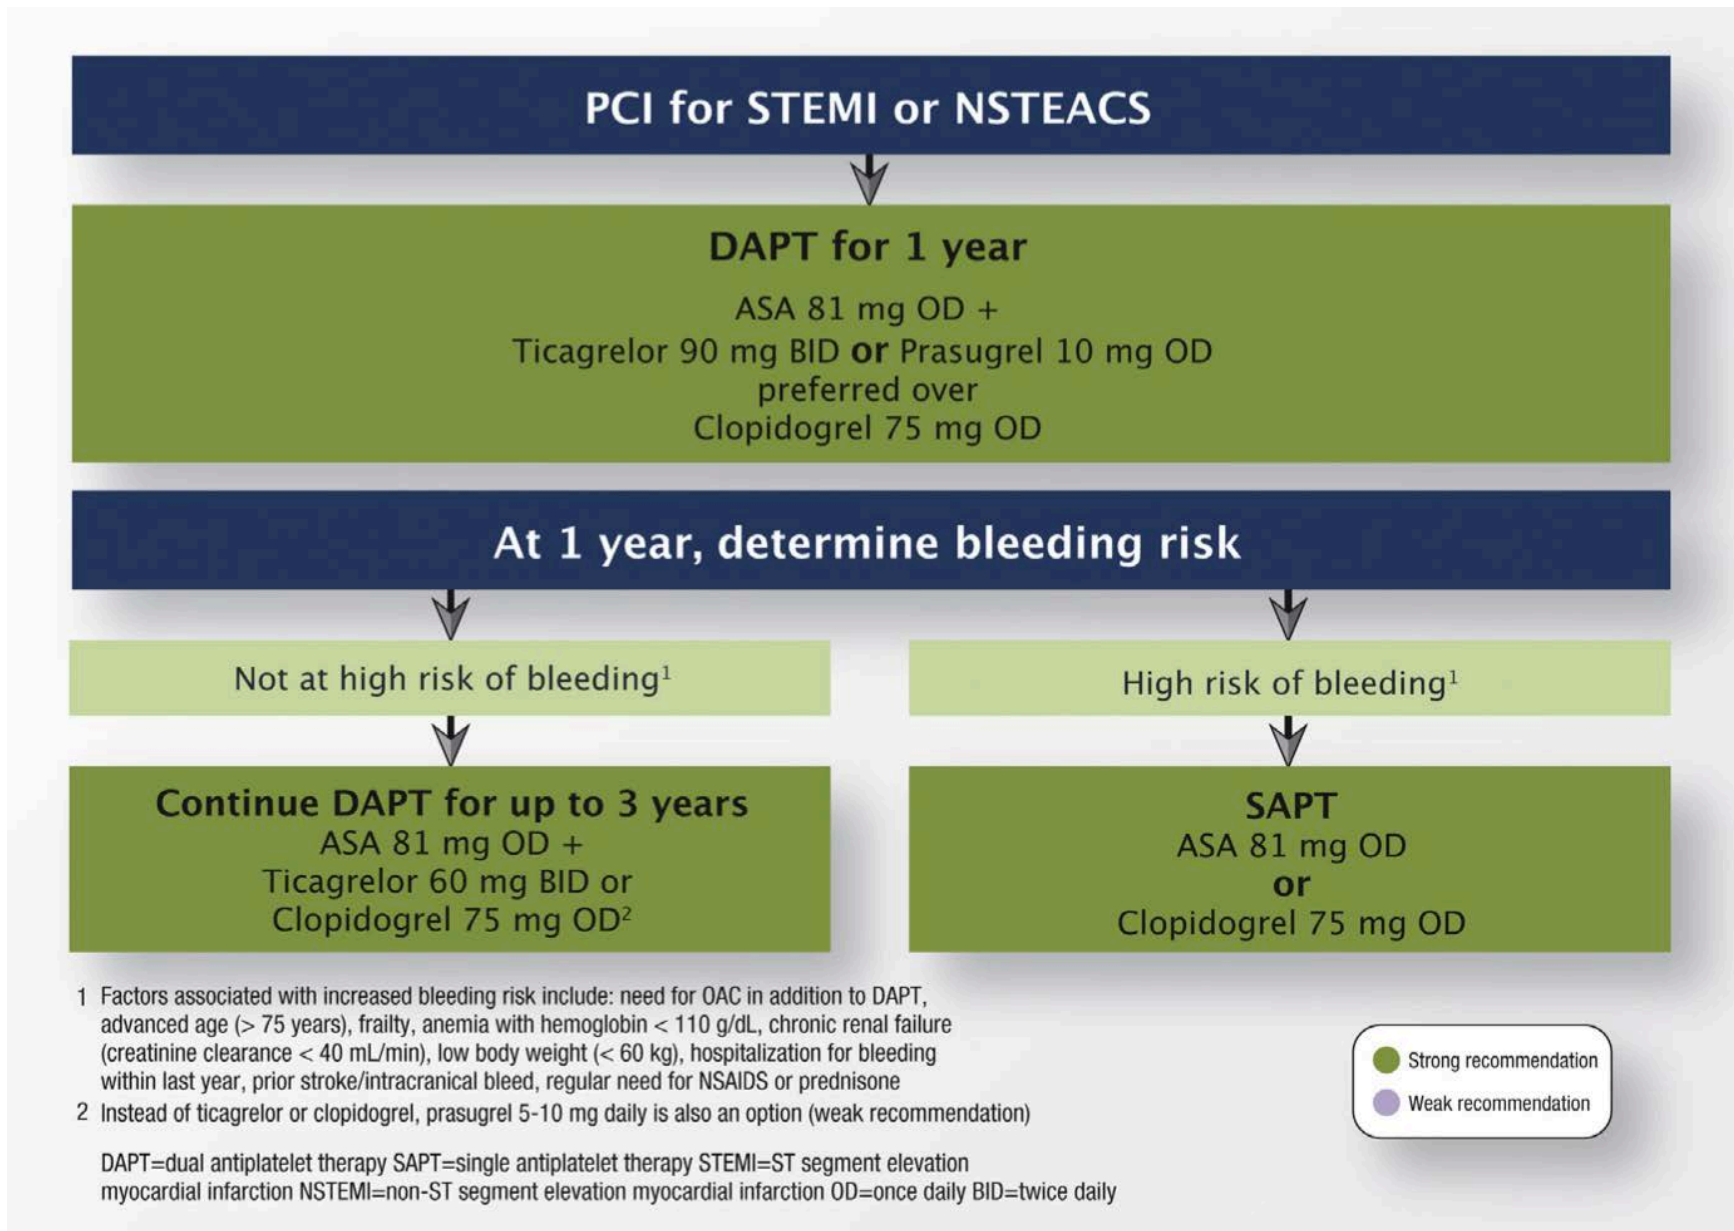 PCI for STEMI or NSTEACS
DAPT for 1 year
ASA 81 mg OD +
Ticagrelor 90 mg BID or Prasugrel 10 mg OD
preferred over
Clopidogrel 75 mg OD
At 1 year, determine bleeding risk
Not at high risk of bleeding¹
High risk of bleeding¹
Continue DAPT for up to 3 years
ASA 81 mg OD +
Ticagrelor 60 mg BID or
Clopidogrel 75 mg OD²
SAPT
ASA 81 mg OD
or
Clopidogrel 75 mg OD
1 Factors associated with increased bleeding risk include: need for OAC in addition to DAPT,
advanced age (> 75 years), frailty, anemia with hemoglobin < 110 g/dL, chronic renal failure
(creatinine clearance < 40 mL/min), low body weight (< 60 kg), hospitalization for bleeding
within last year, prior stroke/intracranical bleed, regular need for NSAIDS or prednisone
2 Instead of ticagrelor or clopidogrel, prasugrel 5-10 mg daily is also an option (weak recommendation)
DAPT=dual antiplatelet therapy SAPT=single antiplatelet therapy STEMI=ST segment elevation
myocardial infarction NSTEMI=non-ST segment elevation myocardial infarction OD=once daily BID=twice daily
Strong recommendation
Weak recommendation